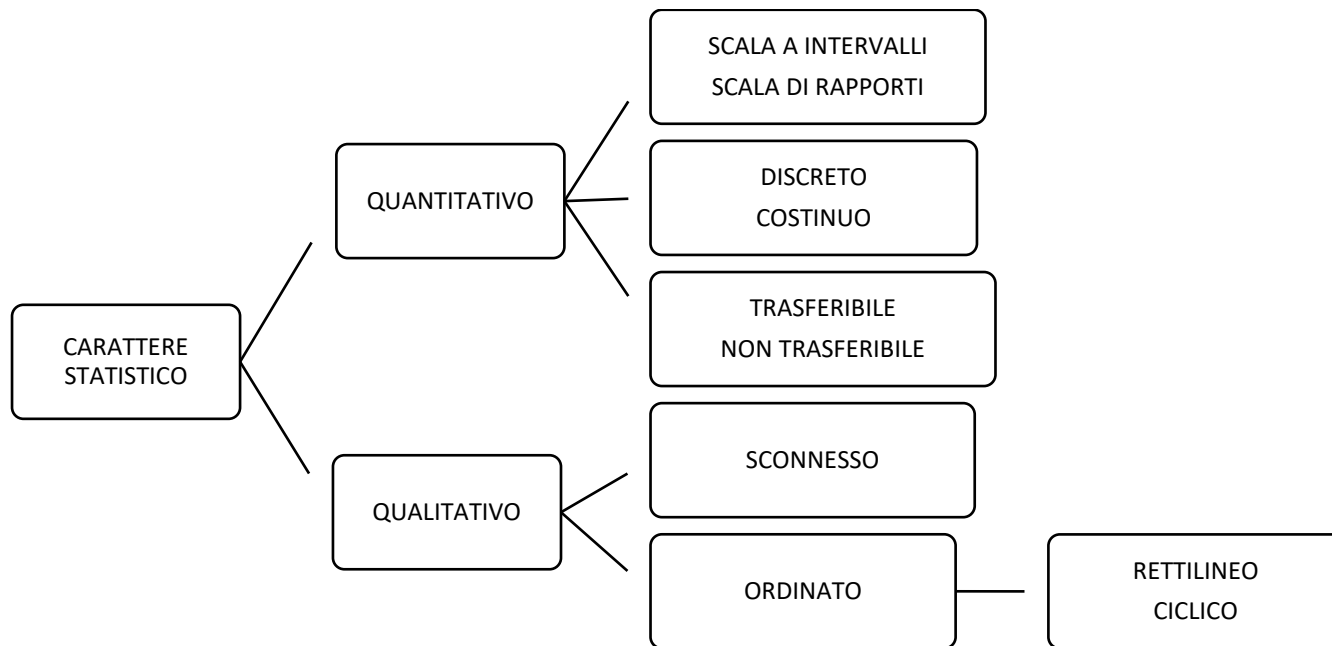 SCALA A INTERVALLI
SCALA DI RAPPORTI
QUANTITATIVO
DISCRETO
COSTINUO
TRASFERIBILE
NON TRASFERIBILE
CARATTERE
STATISTICO
SCONNESSO
QUALITATIVO
ORDINATO
RETTILINEO
CICLICO